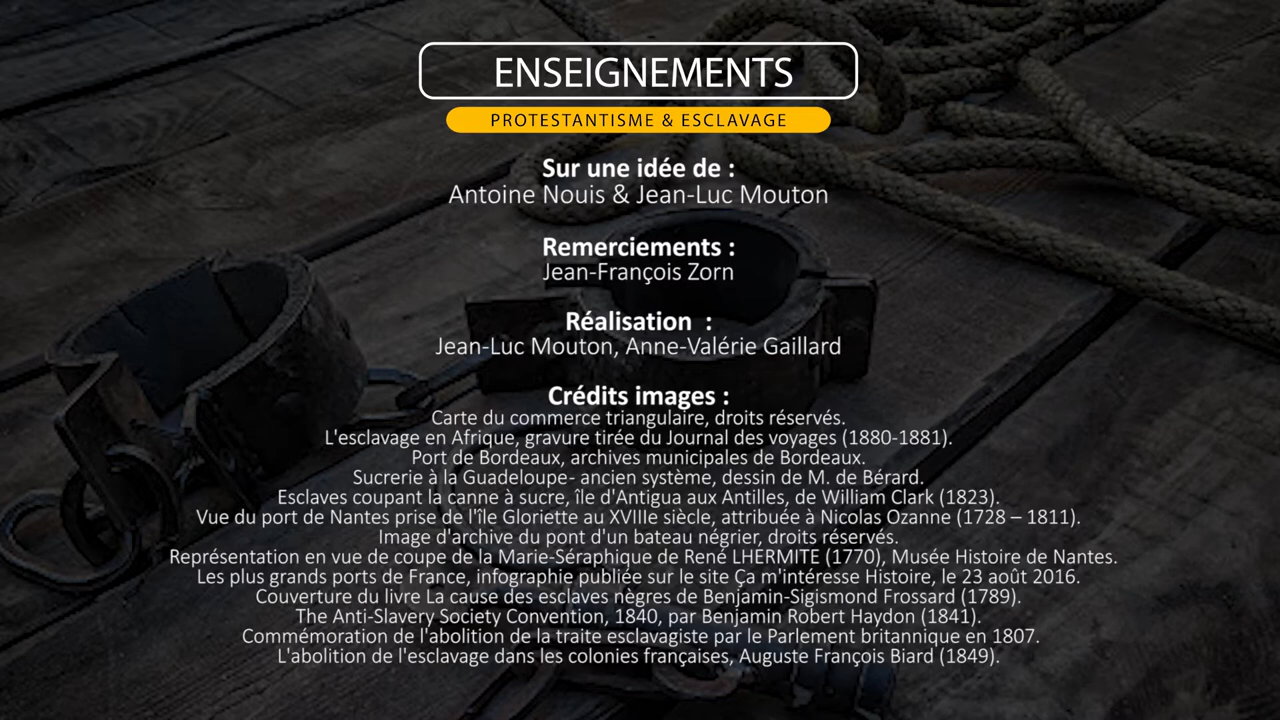 ENSEIGNEMENTS
PROTESTANTISME & ESCLAVAGE
Sur une idée de :
Antoine Nouis & Jean-Luc Mouton
Remerciements :
Jean-François Zorn
Réalisation :
Jean-Luc Mouton, Anne-Valérie Gaillard
Crédits images :
Carte du commerce triangulaire, droits réservés.
L'esclavage en Afrique, gravure tirée du Journal des voyages (1880-1881).
Port de Bordeaux, archives municipales de Bordeaux.
Sucrerie à la Guadeloupe- ancien système, dessin de M. de Bérard.
Esclaves coupant la canne à sucre, île d'Antigua aux Antilles, de William Clark (1823).
Vue du port de Nantes prise de l'île Gloriette au XVIIIe siècle, attribuée à Nicolas Ozanne (1728 – 1811).
Image d'archive du pont d'un bateau négrier, droits réservés.
Représentation en vue de coupe de la Marie-Séraphique de René LHERMITE (1770), Musée Histoire de Nantes.
Les plus grands ports de France, infographie publiée sur le site Ça m'intéresse Histoire, le 23 août 2016.
Couverture du livre La cause des esclaves nègres de Benjamin-Sigismond Frossard (1789).
The Anti-Slavery Society Convention, 1840, par Benjamin Robert Haydon (1841).
Commémoration de l'abolition de la traite esclavagiste par le Parlement britannique en 1807.
L'abolition de l'esclavage dans les colonies françaises, Auguste François Biard (1849).